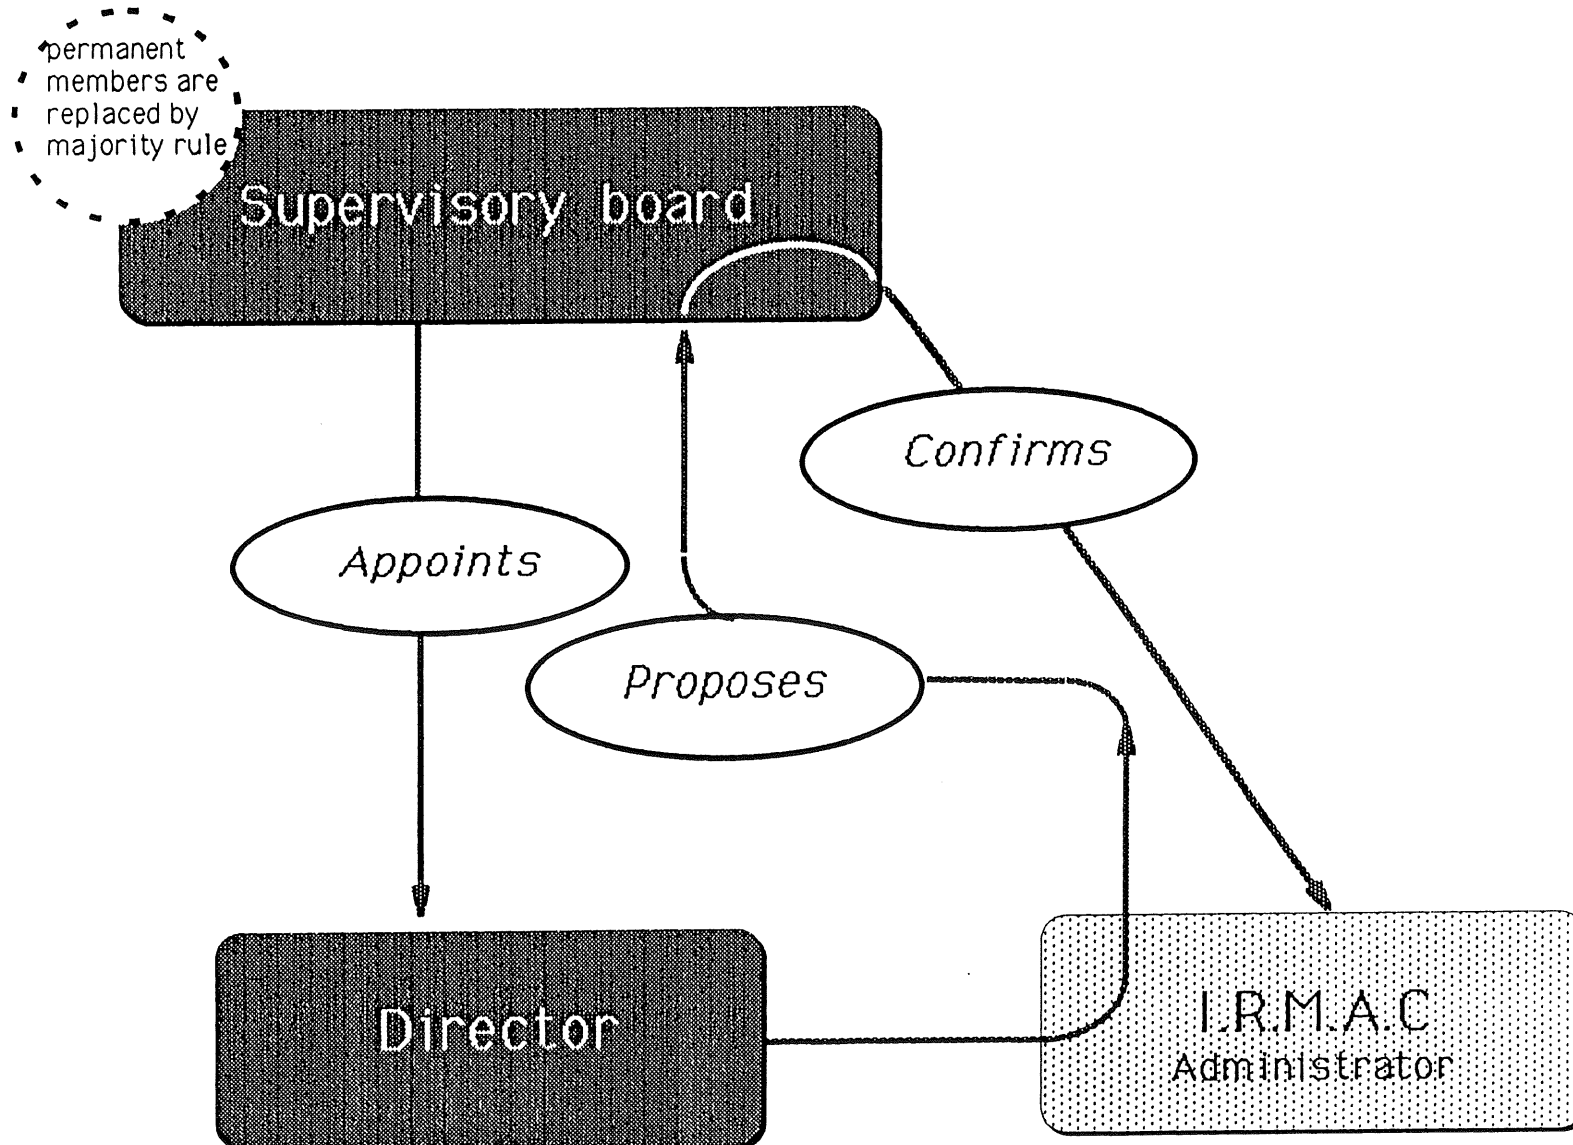 permanent
members are
replaced by
majority rule
Supervisory board
Confirms
Appoints
Proposes
Director
I.R.M.A.C
Administrator